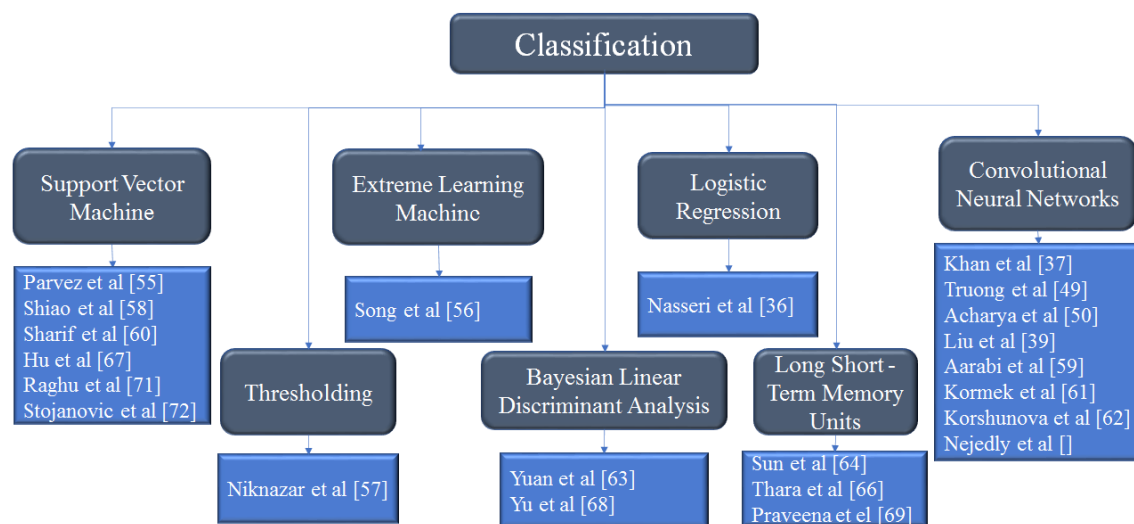 Classification
Support Vector
Machine
Extreme Learning
Machinc
Logistic
Regression
Convolutional
Neural Networks
Parvez et al [55]
Shiao et al [58]
Sharif et al [60]
Hu et al [67]
Raghu et al [71]
Stojanovic et al [72]
Song et al [56]
Nasseri et al [36]
Khan et al [37]
Truong et al [49]
Acharya et al [50]
Liu et al [39]
Aarabi et al [59]
Kormek et al [61]
Korshunova et al [62]
Nejedly et al []
Thresholding
Bayesian Linear
Discriminant Analysis
Long Short -
Term Memory
Units
Niknazar et al [57]
Yuan et al [63]
Yu et al [68]
Sun et al [64]
Thara et al [66]
Praveena et el [69]